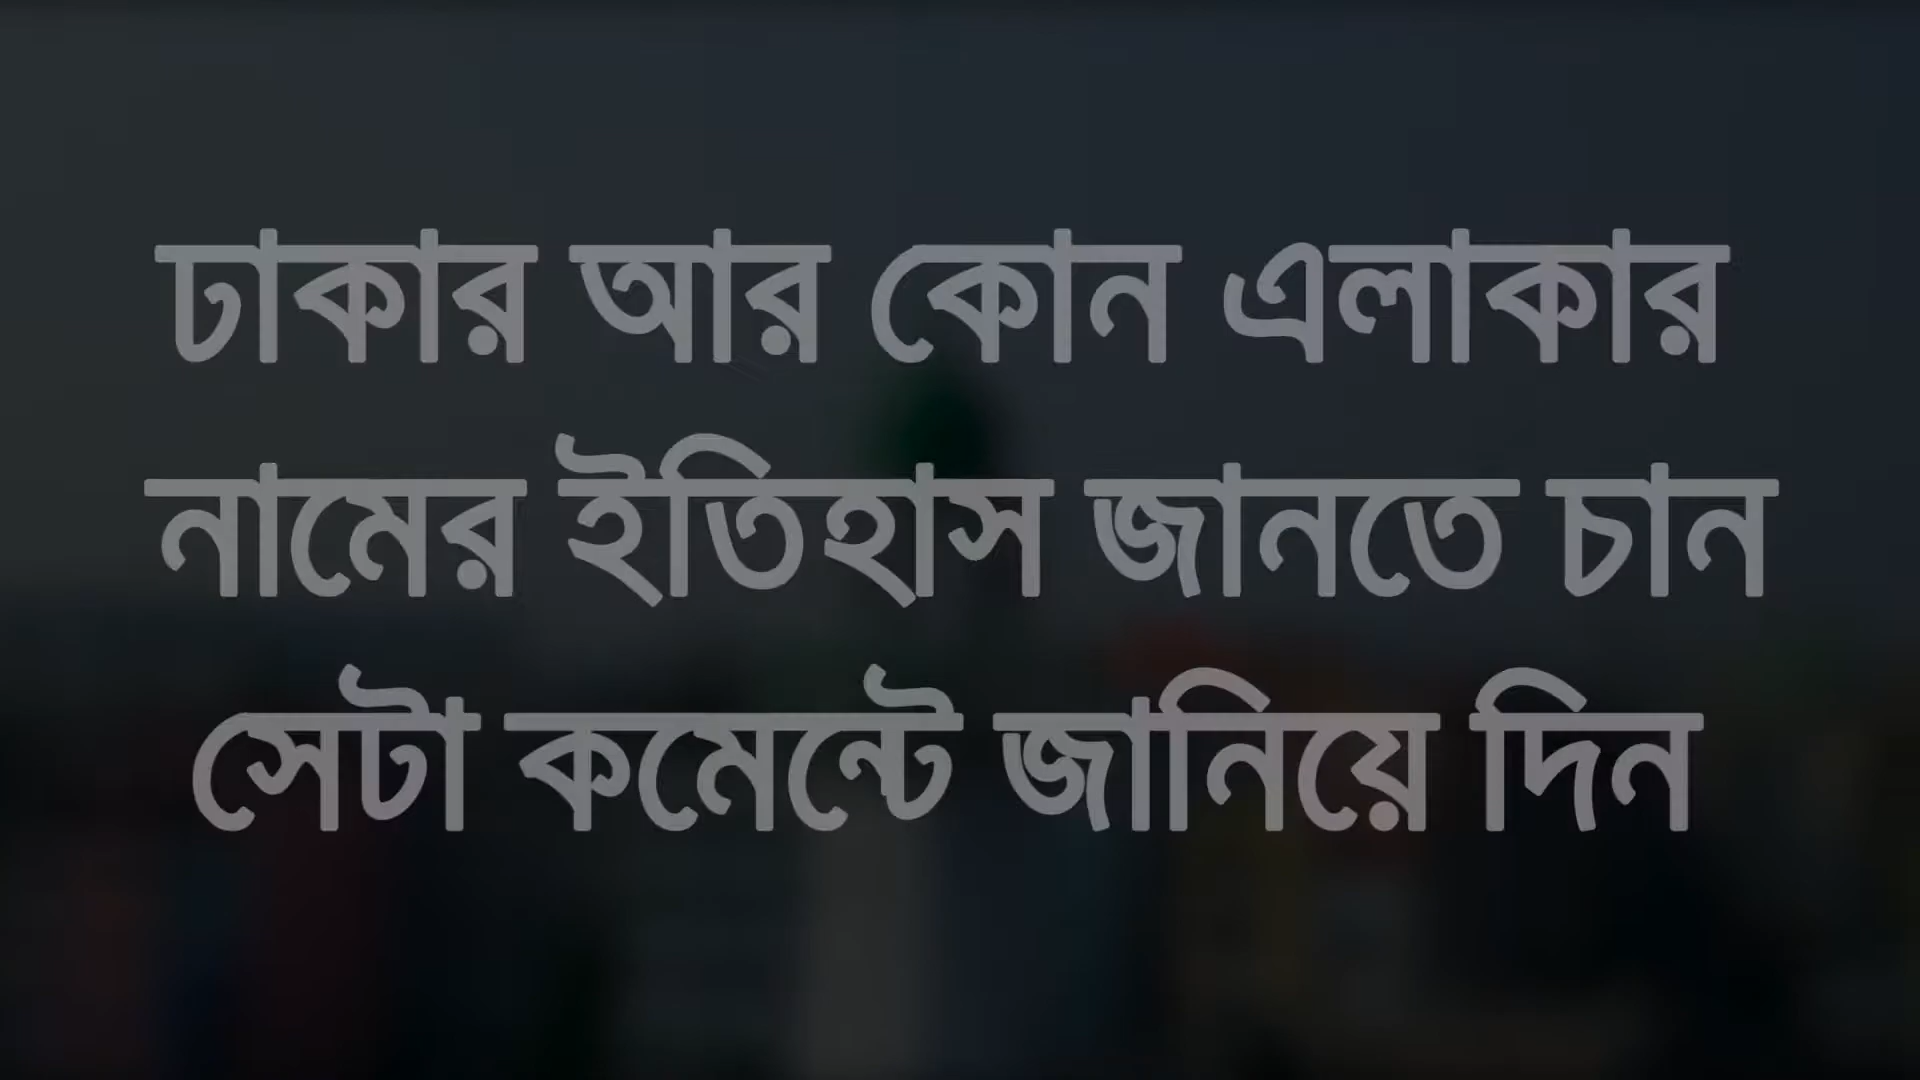 ঢাকার আর কোন এলাকার
নামের ইতিহাস জানতে চান
সেটা কমেন্টে জানিয়ে দিন